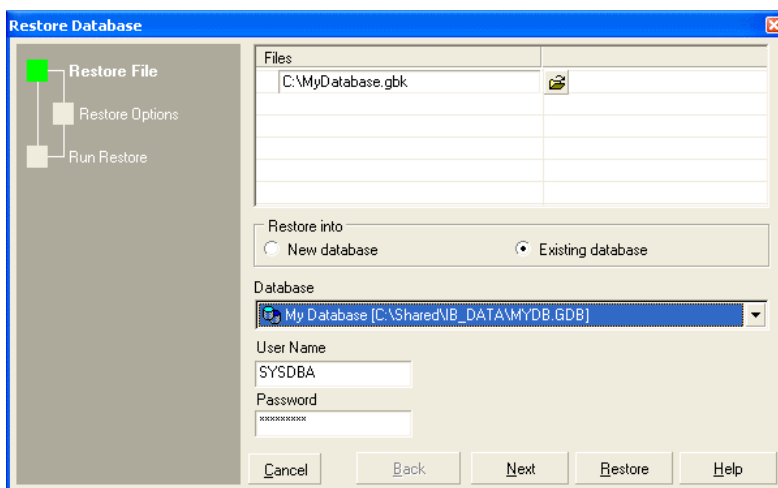 Restore Database
Restore File
Restore Options
Run Restore
Files
C:\MyDatabase.gbk
Restore into
New database
Existing database
Database
My Database [C:\Shared\IB_DATA\MYDB.GDB]
User Name
SYSDBA
Password
×××××××××
Cancel
Back
Next
Restore
Help